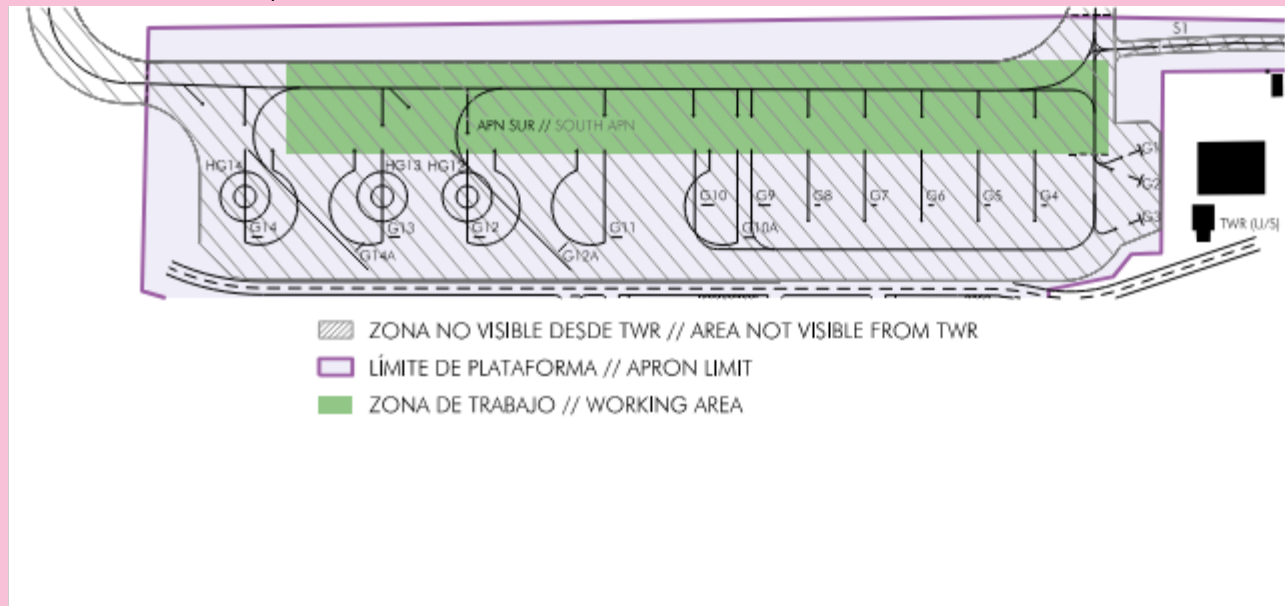 S1
APN SUR // SOUTH APN
G1
HG14 HG13 HG12
G2
G10 G9 G8 G7 G6 G5 G4
G3
G14 G13 G12 G11 G10A
TWR (U/S)
G14A G12A
ZONA NO VISIBLE DESDE TWR // AREA NOT VISIBLE FROM TWR
LÍMITE DE PLATAFORMA // APRON LIMIT
ZONA DE TRABAJO // WORKING AREA